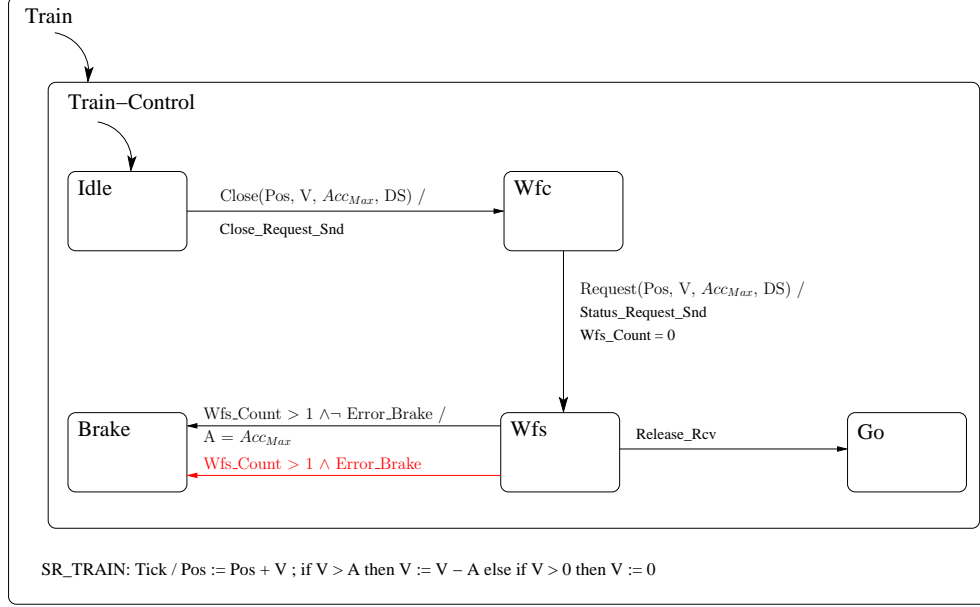 Train
Train−Control
Idle
Close(Pos, V, Acc_Max, DS) /
Close_Request_Snd
Wfc
Request(Pos, V, Acc_Max, DS) /
Status_Request_Snd
Wfs_Count = 0
Brake
Wfs_Count > 1 ∧¬ Error_Brake /
A = Acc_Max
Wfs_Count > 1 ∧ Error_Brake
Wfs
Release_Rcv
Go
SR_TRAIN: Tick / Pos := Pos + V ; if V > A then V := V − A else if V > 0 then V := 0